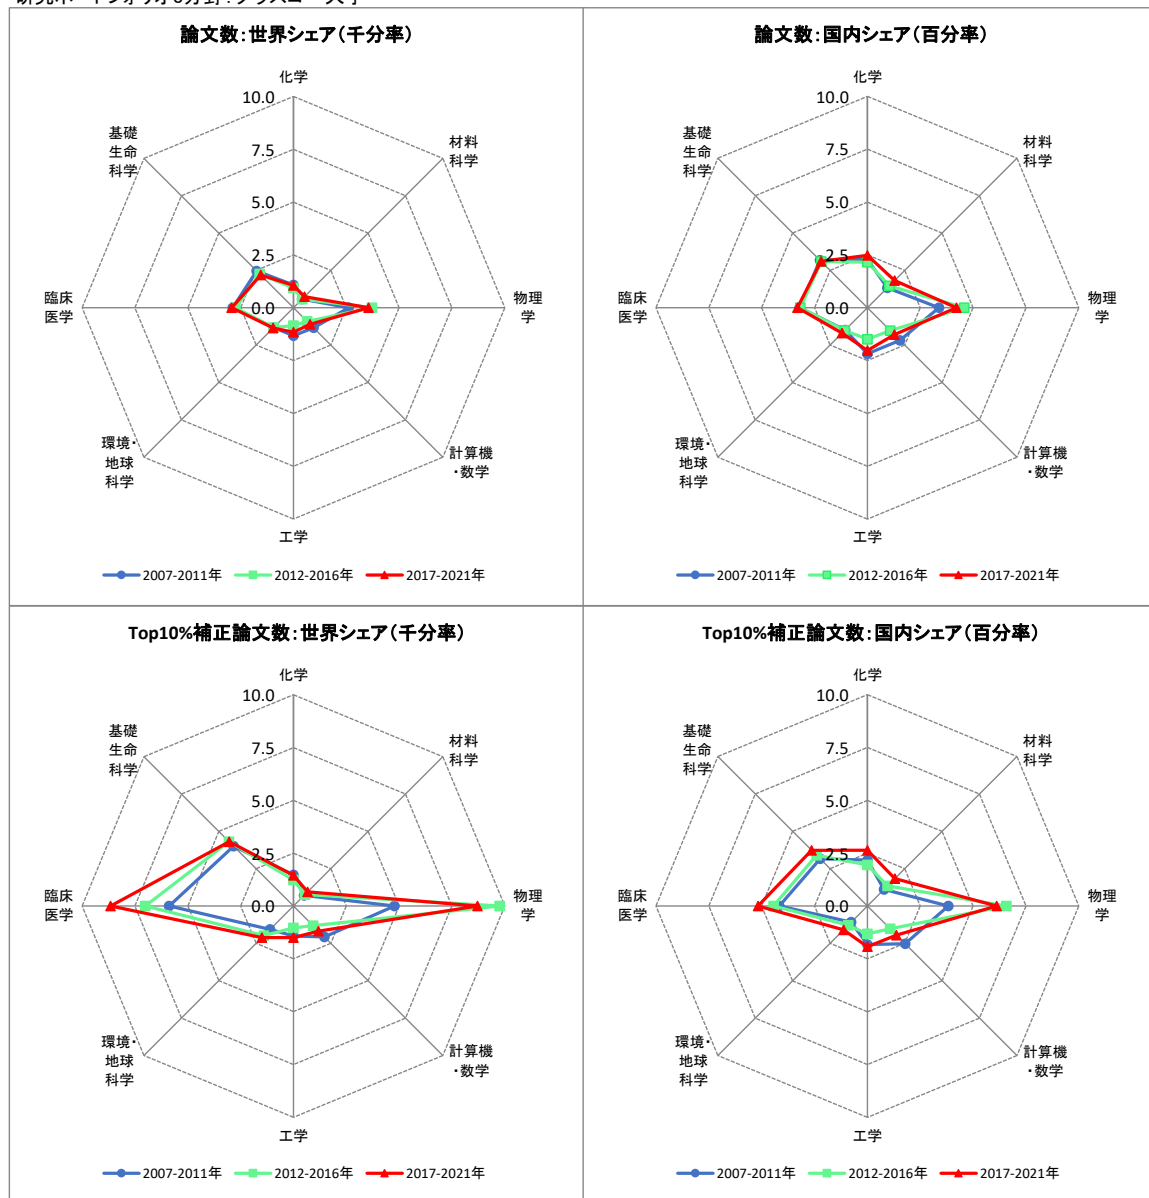 論文数：世界シェア（千分率）
化学
10.0
7.5
5.0
2.5
0.0
材料
科学
物理
学
計算機
・数学
工学
環境・
地球
科学
臨床
医学
基礎
生命
科学
2007-2011年
2012-2016年
2017-2021年
論文数：国内シェア（百分率）
化学
10.0
7.5
5.0
2.5
0.0
材料
科学
物理
学
計算機
・数学
工学
環境・
地球
科学
臨床
医学
基礎
生命
科学
2007-2011年
2012-2016年
2017-2021年
Top10%補正論文数：世界シェア（千分率）
化学
10.0
7.5
5.0
2.5
0.0
材料
科学
物理
学
計算機
・数学
工学
環境・
地球
科学
臨床
医学
基礎
生命
科学
2007-2011年
2012-2016年
2017-2021年
Top10%補正論文数：国内シェア（百分率）
化学
10.0
7.5
5.0
2.5
0.0
材料
科学
物理
学
計算機
・数学
工学
環境・
地球
科学
臨床
医学
基礎
生命
科学
2007-2011年
2012-2016年
2017-2021年